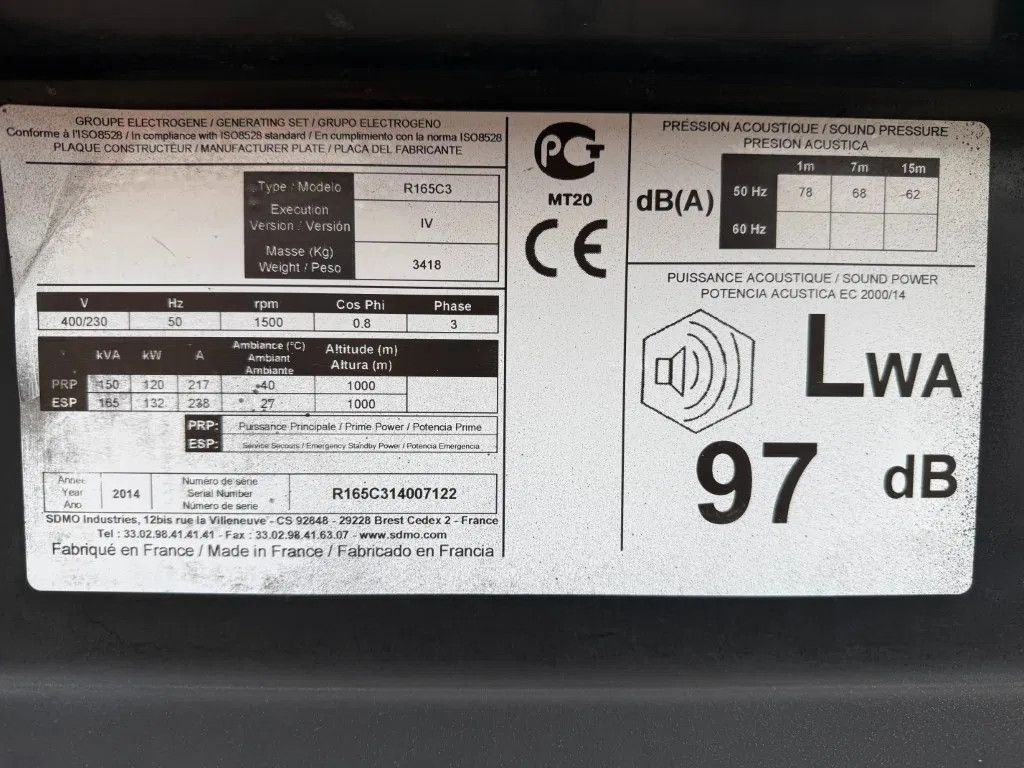 GROUPE ELECTROGENE / GENERATING SET / GRUPO ELECTROGENO
Conforme à l'ISO8528 / In compliance with ISO8528 standard / En cumplimiento con la norma ISO8528
PLAQUE CONSTRUCTEUR / MANUFACTURER PLATE / PLACA DEL FABRICANTE
Type / Modelo R165C3
Execution
Version / Versión IV
Masse (Kg)
Weight / Peso 3418
V Hz rpm Cos Phi Phase
400/230 50 1500 0.8 3
kVA kW A Ambiance (°C) Ambiant Ambiante Altitude (m) Altura (m)
PRP 150 120 217 40 1000
ESP 165 132 238 27 1000
PRP: Puissance Principale / Prime Power / Potencia Prime
ESP: Service Secours / Emergency Standby Power / Potencia Emergencia
Année
Year
Ano
2014
Numéro de série
Serial Number
Número de serie
R165C314007122
SDMO Industries, 12bis rue la Villeneuve - CS 92848 - 29228 Brest Cedex 2 - France
Tel : 33.02.98.41.41.41 - Fax : 33.02.98.41.63.07 - www.sdmo.com
Fabriqué en France / Made in France / Fabricado en Francia
РСТ
MT20
CE
PRESSION ACOUSTIQUE / SOUND PRESSURE
PRESION ACUSTICA
dB(A)
1m 7m 15m
50 Hz 78 68 62
60 Hz
PUISSANCE ACOUSTIQUE / SOUND POWER
POTENCIA ACUSTICA EC 2000/14
LWA
97 dB